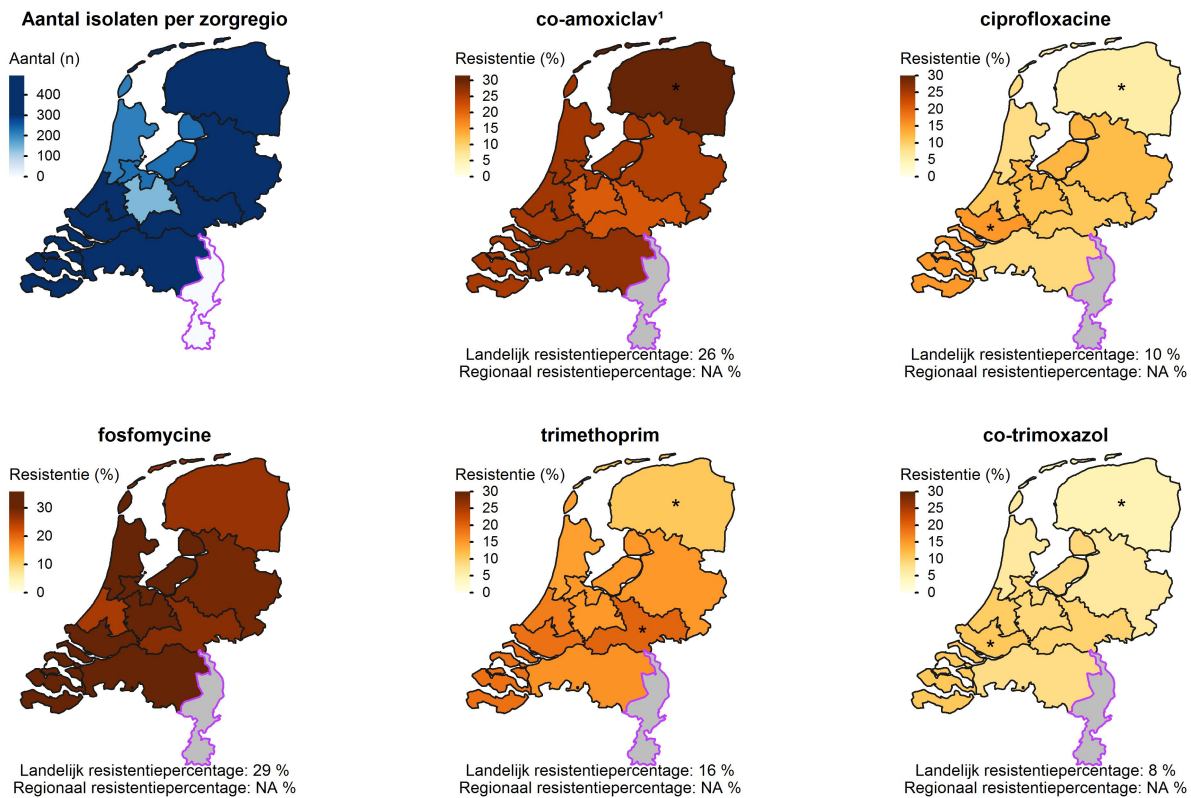 Aantal isolaten per zorgregio
Aantal (n)
400
300
200
100
0
co-amoxiclav¹
Resistentie (%)
30
25
20
15
10
5
0
*
Landelijk resistentiepercentage: 26 %
Regionaal resistentiepercentage: NA %
ciprofloxacine
Resistentie (%)
30
25
20
15
10
5
0
*
*
Landelijk resistentiepercentage: 10 %
Regionaal resistentiepercentage: NA %
fosfomycine
Resistentie (%)
30
20
10
0
Landelijk resistentiepercentage: 29 %
Regionaal resistentiepercentage: NA %
trimethoprim
Resistentie (%)
30
25
20
15
10
5
0
*
*
Landelijk resistentiepercentage: 16 %
Regionaal resistentiepercentage: NA %
co-trimoxazol
Resistentie (%)
30
25
20
15
10
5
0
*
*
Landelijk resistentiepercentage: 8 %
Regionaal resistentiepercentage: NA %